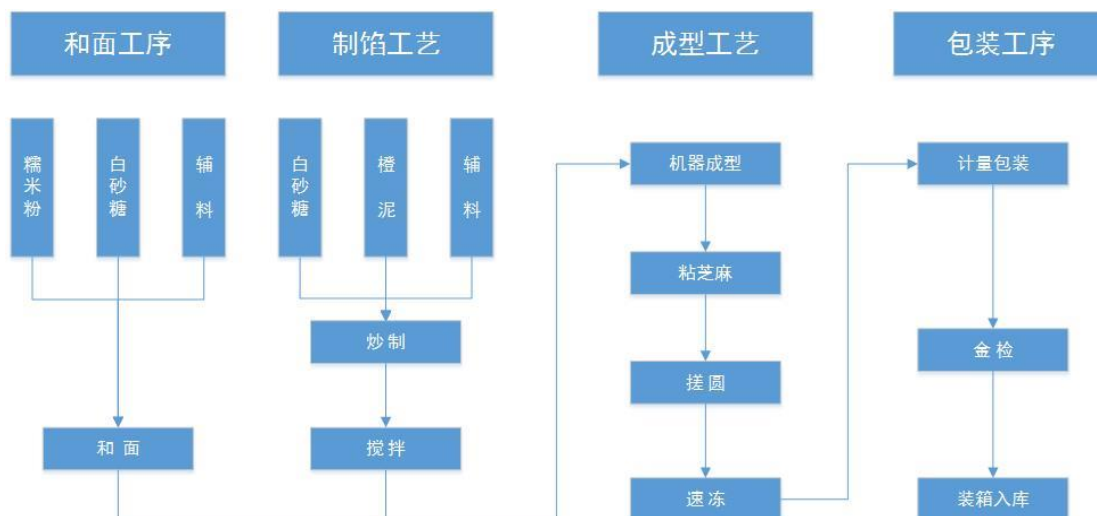 和面工序
制馅工艺
成型工艺
包装工序
糯米粉
白砂糖
辅料
白砂糖
橙泥
辅料
机器成型
计量包装
粘芝麻
炒制
金检
搓圆
和面
搅拌
速冻
装箱入库